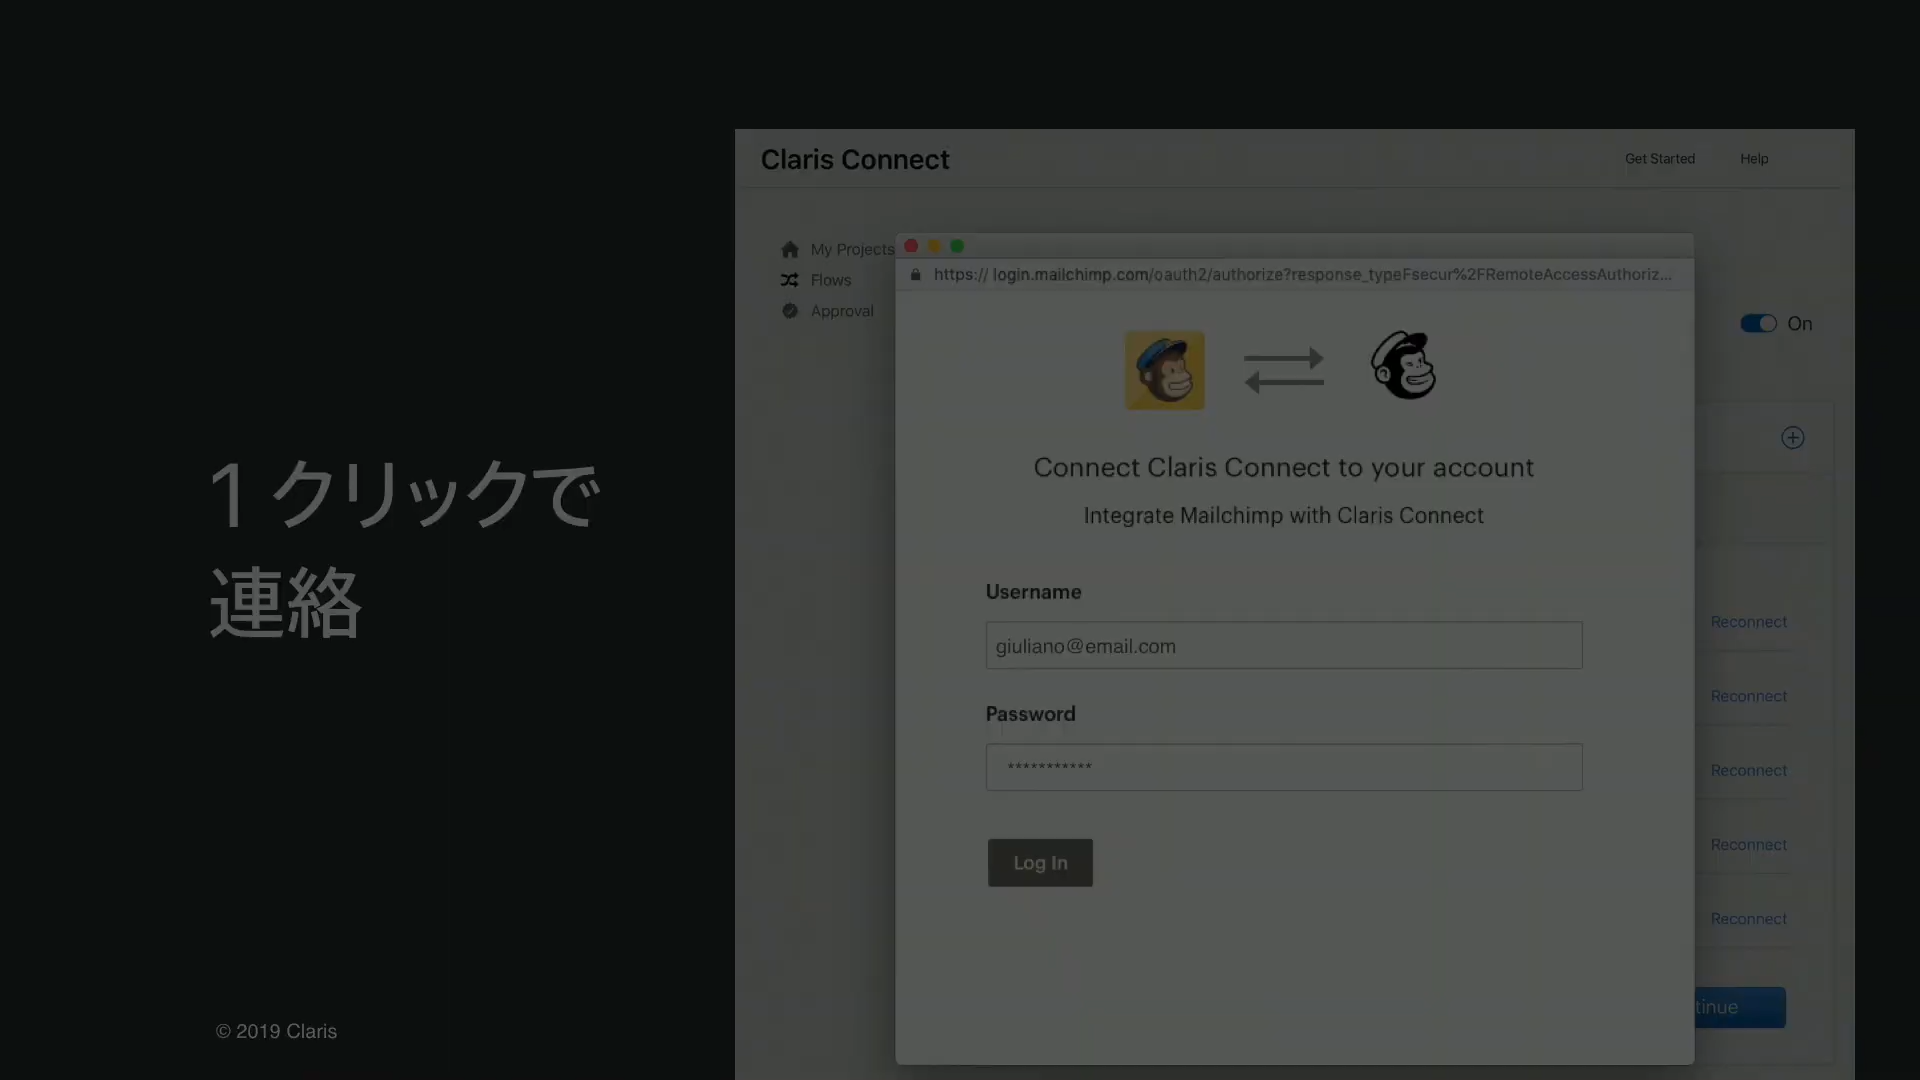 Claris Connect
Get Started
Help
My Projects
Flows
Approval
https:// login.mailchimp.com/oauth2/authorize?response_typeFsecur%2FRemoteAccessAuthoriz...
On
Connect Claris Connect to your account
Integrate Mailchimp with Claris Connect
1 クリックで
連絡
Username
giuliano@email.com
Password
***********
Log In
Reconnect
Reconnect
Reconnect
Reconnect
Reconnect
tinue
© 2019 Claris